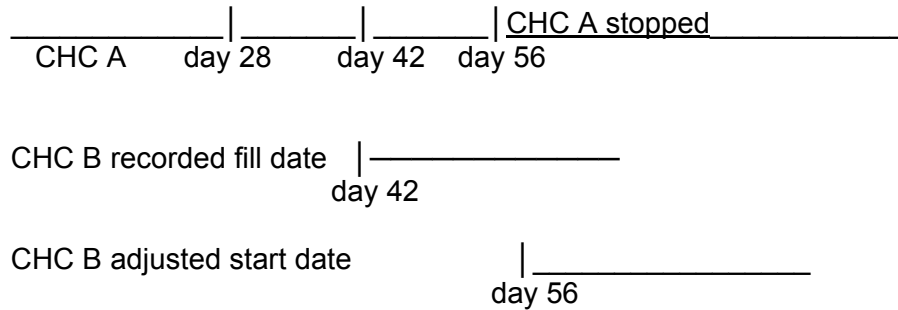 CHC A stopped
CHC A day 28 day 42 day 56
CHC B recorded fill date
day 42
CHC B adjusted start date
day 56